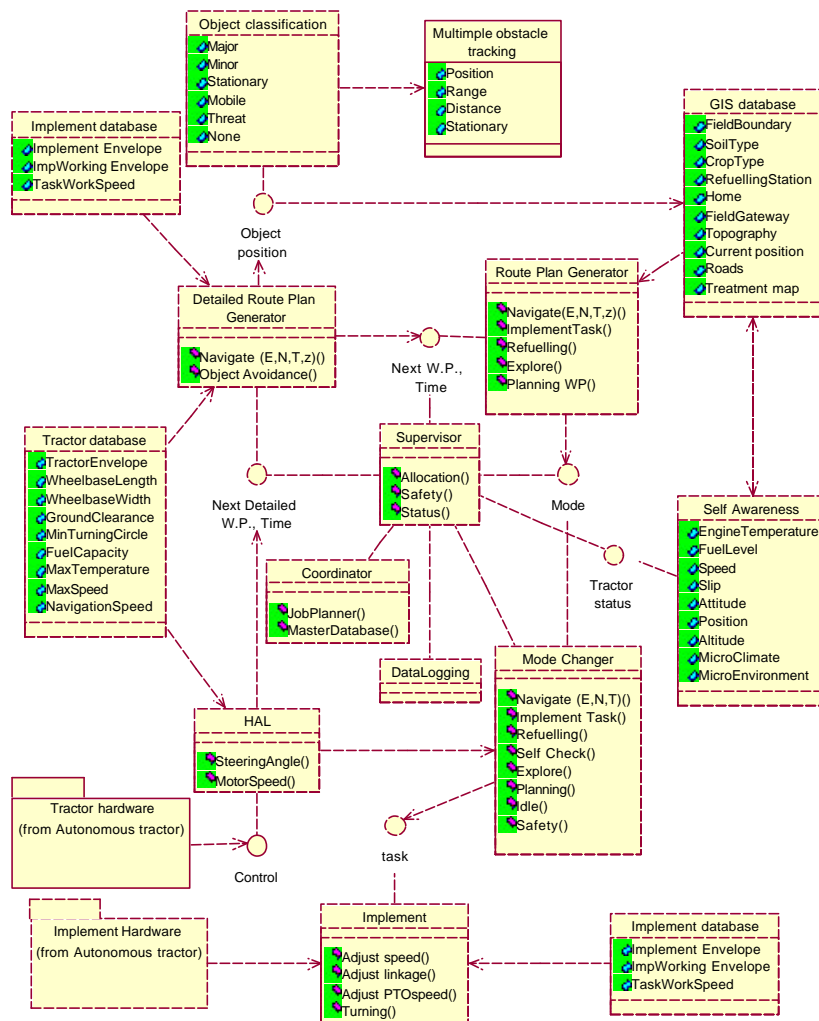 Object classification
Major
Minor
Stationary
Mobile
Threat
None
Multimple obstacle
tracking
Position
Range
Distance
Stationary
GIS database
FieldBoundary
SoilType
CropType
RefuellingStation
Home
FieldGateway
Topography
Current position
Roads
Treatment map
Implement database
Implement Envelope
ImpWorking Envelope
TaskWorkSpeed
Object
position
Route Plan Generator
Navigate(E,N,T,z)()
ImplementTask()
Refuelling()
Explore()
Planning WP()
Detailed Route Plan
Generator
Navigate (E,N,T,z)()
Object Avoidance()
Next W.P.,
Time
Tractor database
TractorEnvelope
WheelbaseLength
WheelbaseWidth
GroundClearance
MinTurningCircle
FuelCapacity
MaxTemperature
MaxSpeed
NavigationSpeed
Supervisor
Allocation()
Safety()
Status()
Next Detailed
W.P., Time
Mode
Self Awareness
EngineTemperature
FuelLevel
Speed
Slip
Attitude
Position
Altitude
MicroClimate
MicroEnvironment
Tractor
status
Coordinator
JobPlanner()
MasterDatabase()
DataLogging
Mode Changer
Navigate (E,N,T)()
Implement Task()
Refuelling()
Self Check()
Explore()
Planning()
Idle()
Safety()
HAL
SteeringAngle()
MotorSpeed()
Tractor hardware
(from Autonomous tractor)
Control
task
Implement Hardware
(from Autonomous tractor)
Implement
Adjust speed()
Adjust linkage()
Adjust PTOspeed()
Turning()
Implement database
Implement Envelope
ImpWorking Envelope
TaskWorkSpeed